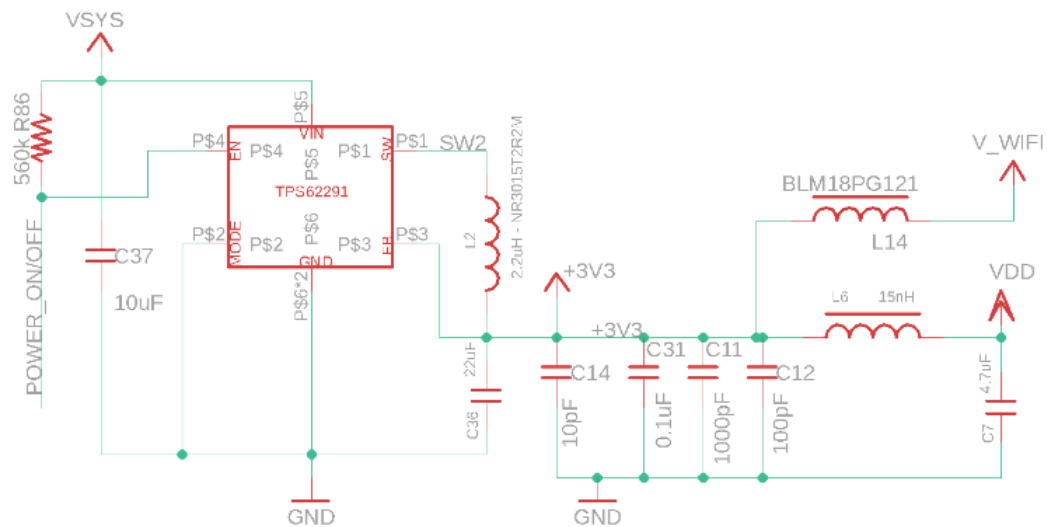 VSYS
560k R86
P$5
VIN
P$4
EN
P$4
P$5
P$1
SW
P$1
SW2
TPS62291
P$2
MODE
P$2
P$6
P$3
FB
P$3
GND
P$6*2
L2
2.2uH - NR3015T2R2M
C37
10uF
POWER_ON/OFF
V_WIFI
BLM18PG121
L14
VDD
L6
15nH
+3V3
+3V3
22uF
C36
C14
10pF
C31
0.1uF
C11
1000pF
C12
100pF
4.7uF
C7
GND
GND